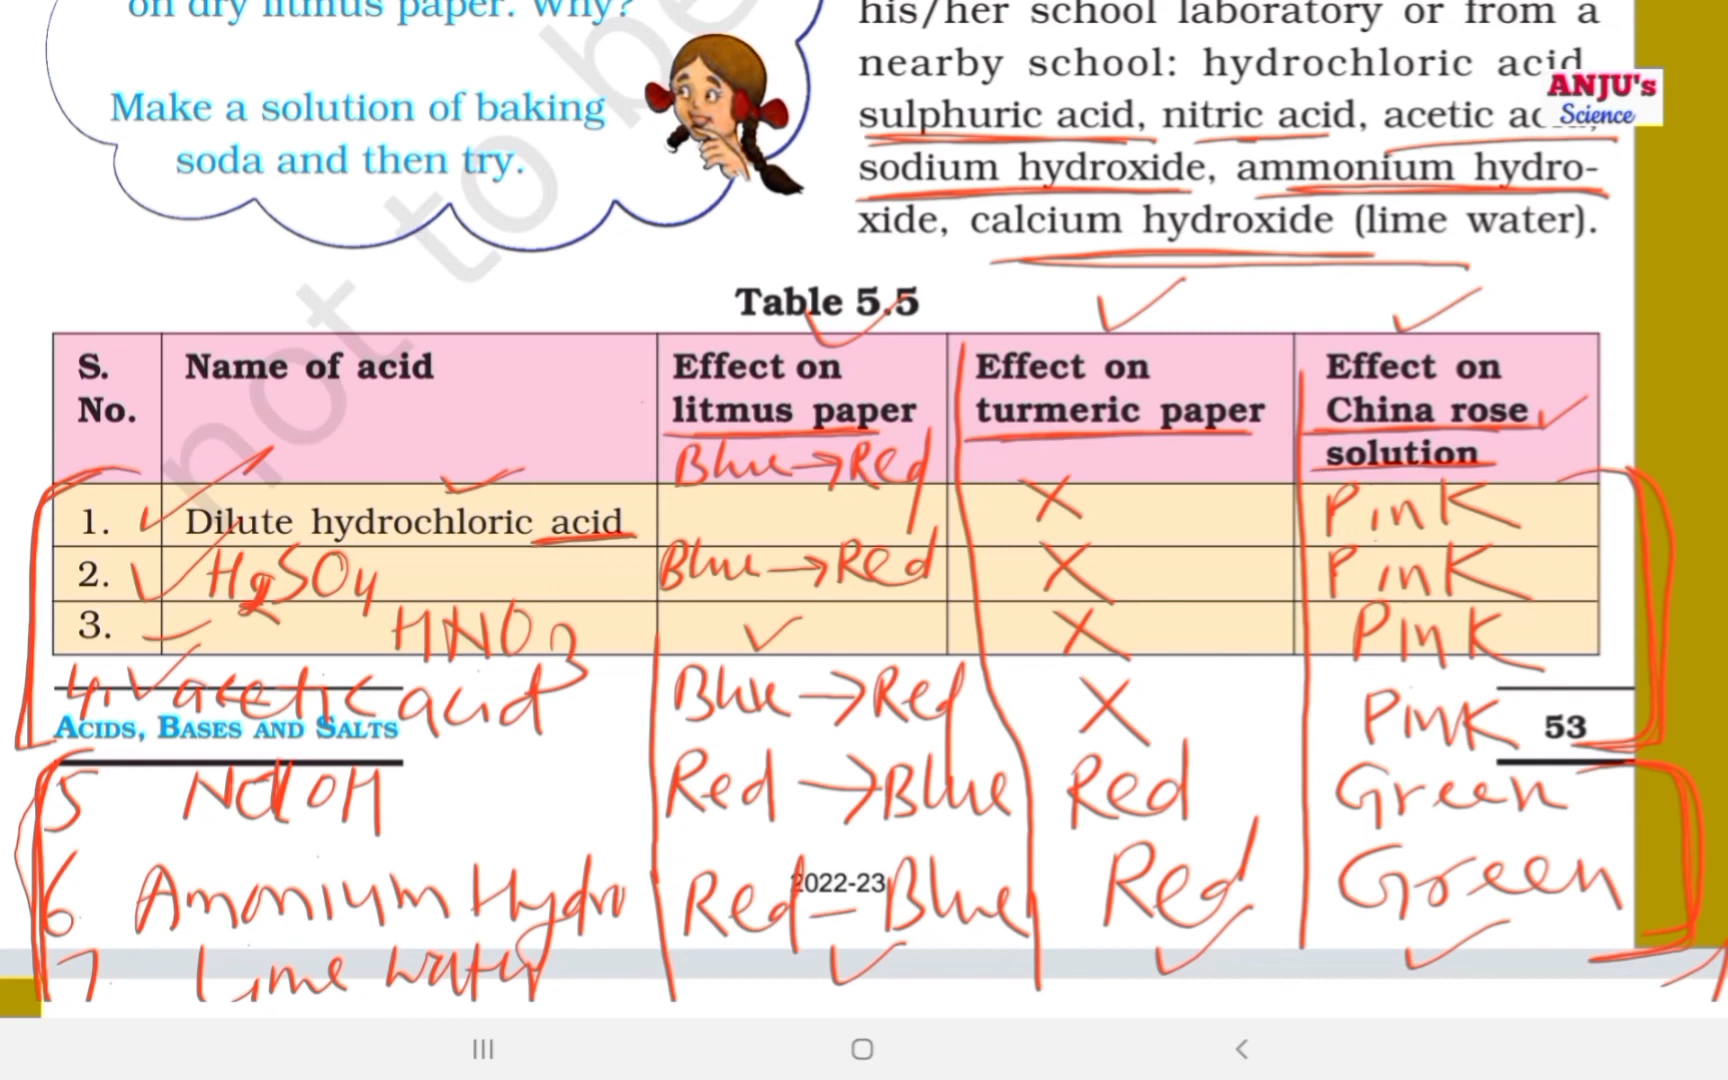 on dry litmus paper. Why?
Make a solution of baking
soda and then try.
his/her school laboratory or from a
nearby school: hydrochloric acid,
sulphuric acid, nitric acid, acetic ac
sodium hydroxide, ammonium hydro-
xide, calcium hydroxide (lime water).
ANJU's
Science
not to be
Table 5.5
S. No. Name of acid Effect on litmus paper Effect on turmeric paper Effect on China rose solution
1. Dilute hydrochloric acid Blue → Red X Pink
2. H2SO4 Blue → Red X Pink
3. HNO3 ✓ X Pink
4. acetic acid Blue → Red X Pink
ACIDS, BASES AND SALTS
53
5 NaOH Red → Blue Red Green
6 Amonium Hydro Red - Blue Red Green
2022-23
7 Lime water ✓ ✓ ✓